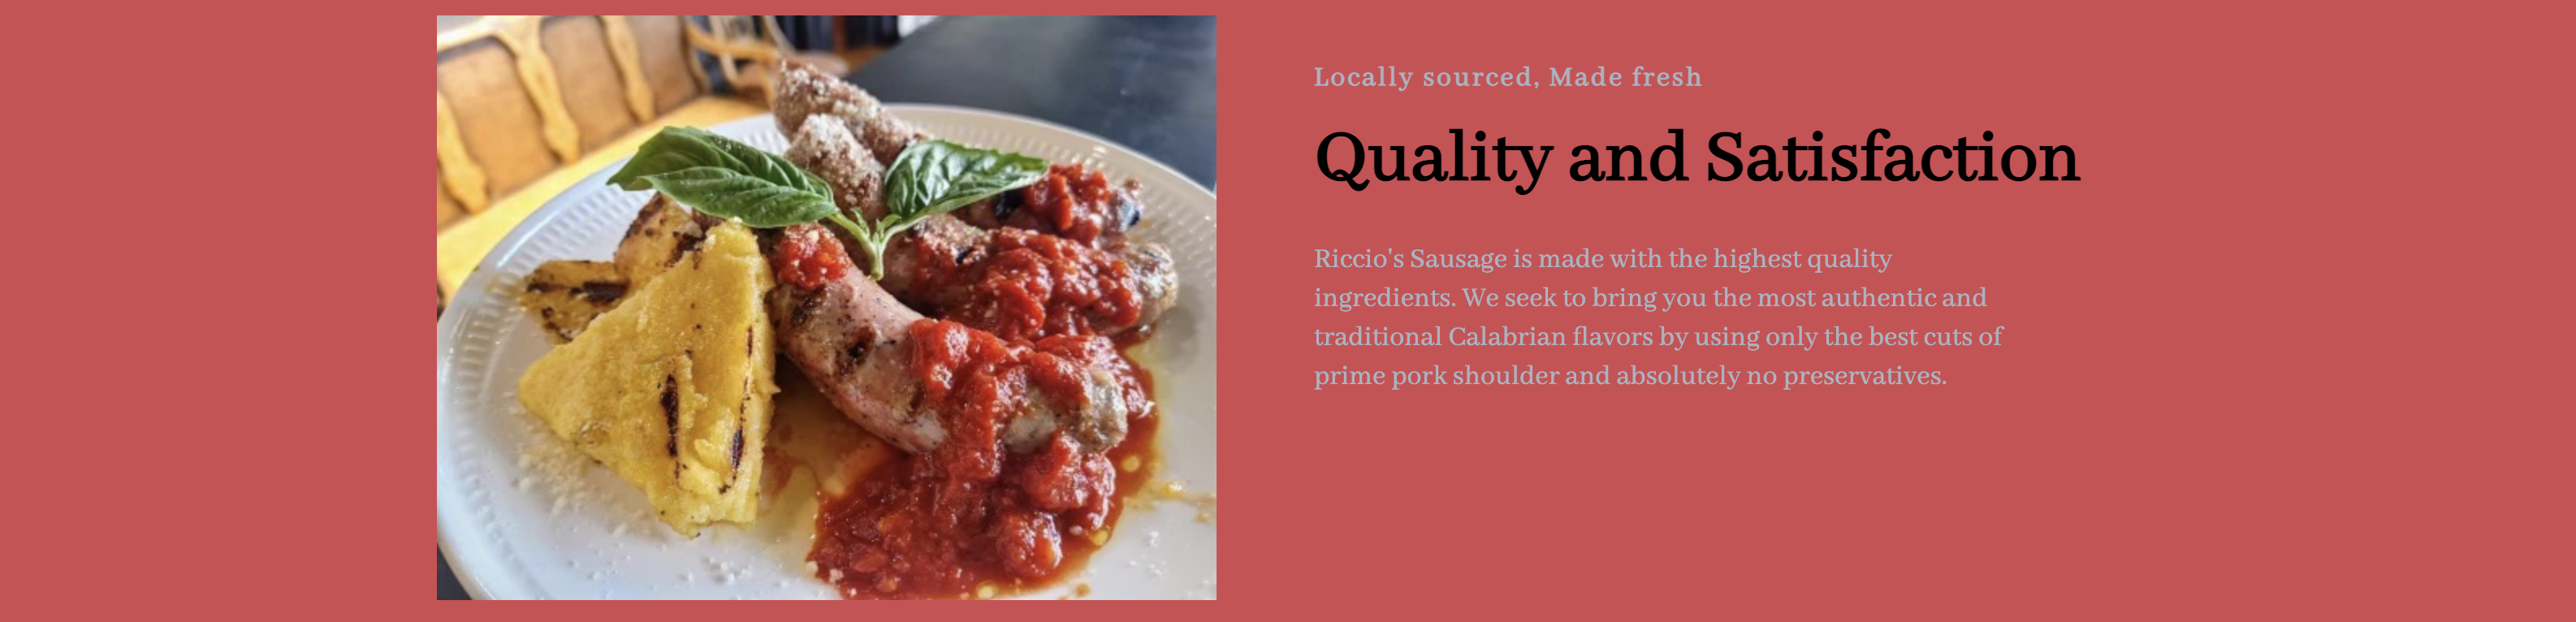 Locally sourced, Made fresh
Quality and Satisfaction
Riccio's Sausage is made with the highest quality
ingredients. We seek to bring you the most authentic and
traditional Calabrian flavors by using only the best cuts of
prime pork shoulder and absolutely no preservatives.